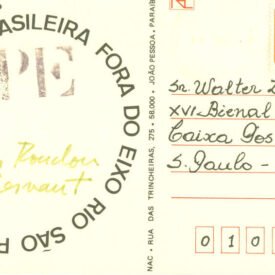 ASILEIRA FORA DO EIXO RIO SÃO P
PE
NAC - RUA DAS TRINCHEIRAS, 275 - 58.000 - JOÃO PESSOA, PARAÍB
Sr. Walter
XVI Bienal
Caixa Pos
S. Paulo -
0 1 0